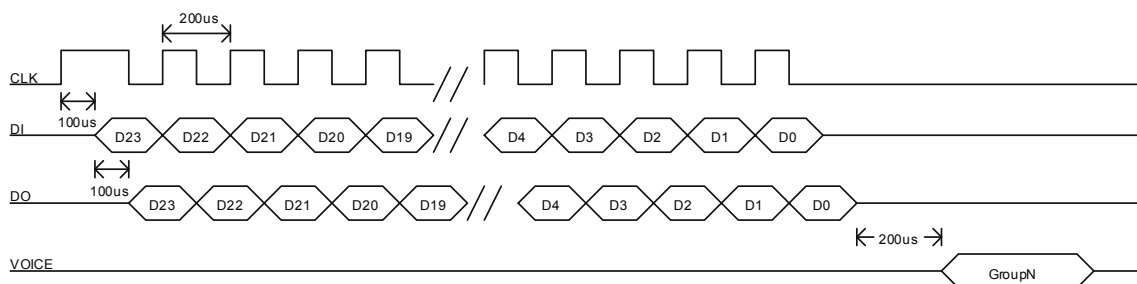 200us
CLK
100us
DI
D23 D22 D21 D20 D19 D4 D3 D2 D1 D0
100us
DO
D23 D22 D21 D20 D19 D4 D3 D2 D1 D0
200us
VOICE
GroupN